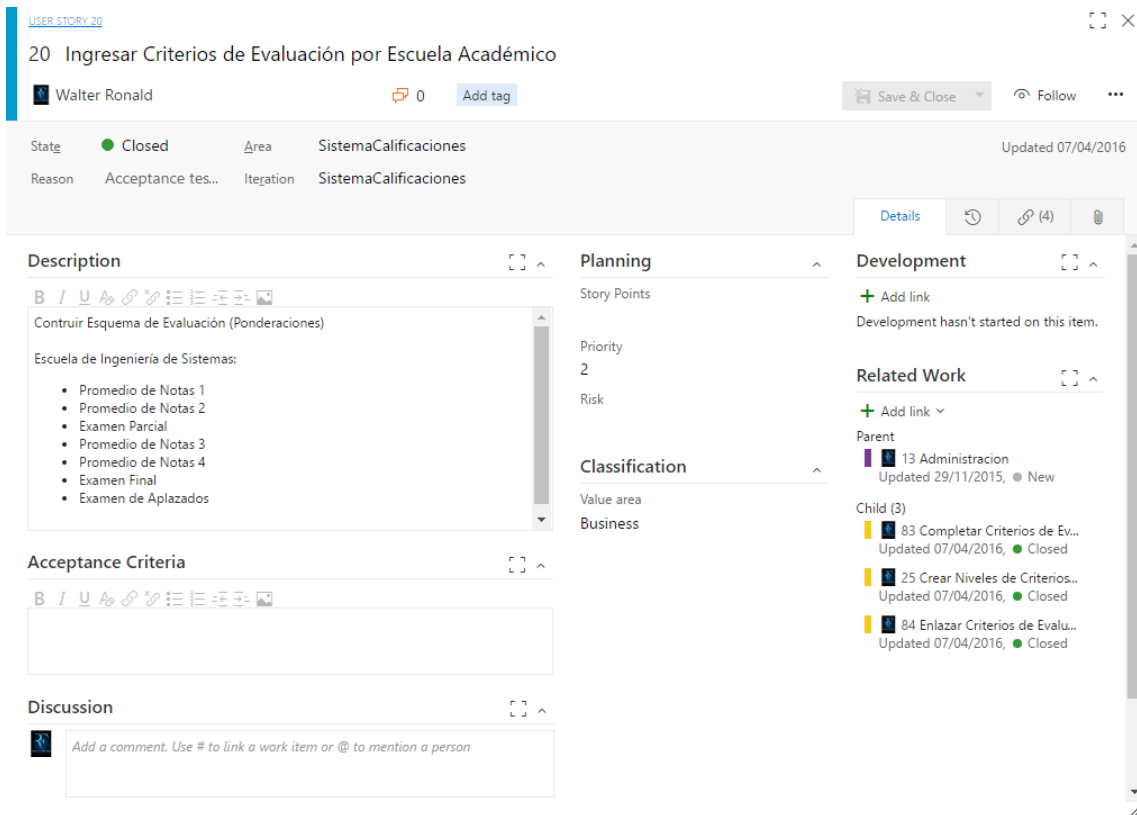 USER STORY 20
20 Ingresar Criterios de Evaluación por Escuela Académico
Walter Ronald
0
Add tag
Save & Close
Follow
State
Closed
Area
SistemaCalificaciones
Updated 07/04/2016
Reason
Acceptance tes...
Iteration
SistemaCalificaciones
Details
(4)
Description
B I U
Contruir Esquema de Evaluación (Ponderaciones)
Escuela de Ingeniería de Sistemas:
• Promedio de Notas 1
• Promedio de Notas 2
• Examen Parcial
• Promedio de Notas 3
• Promedio de Notas 4
• Examen Final
• Examen de Aplazados
Acceptance Criteria
B I U
Discussion
Add a comment. Use # to link a work item or @ to mention a person
Planning
Story Points
Priority
2
Risk
Classification
Value area
Business
Development
+ Add link
Development hasn't started on this item.
Related Work
+ Add link
Parent
13 Administracion
Updated 29/11/2015, ● New
Child (3)
83 Completar Criterios de Ev...
Updated 07/04/2016, ● Closed
25 Crear Niveles de Criterios...
Updated 07/04/2016, ● Closed
84 Enlazar Criterios de Evalu...
Updated 07/04/2016, ● Closed